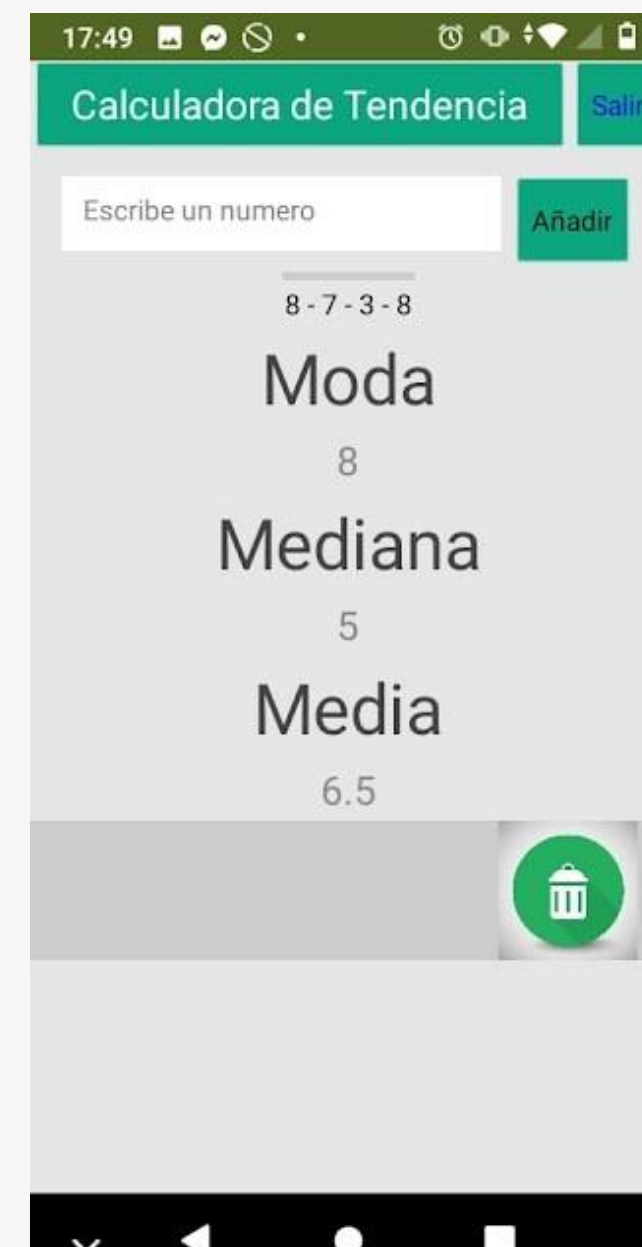 17:49
Calculadora de Tendencia Salir
Escribe un numero Añadir
8 - 7 - 3 - 8
Moda
8
Mediana
5
Media
6.5